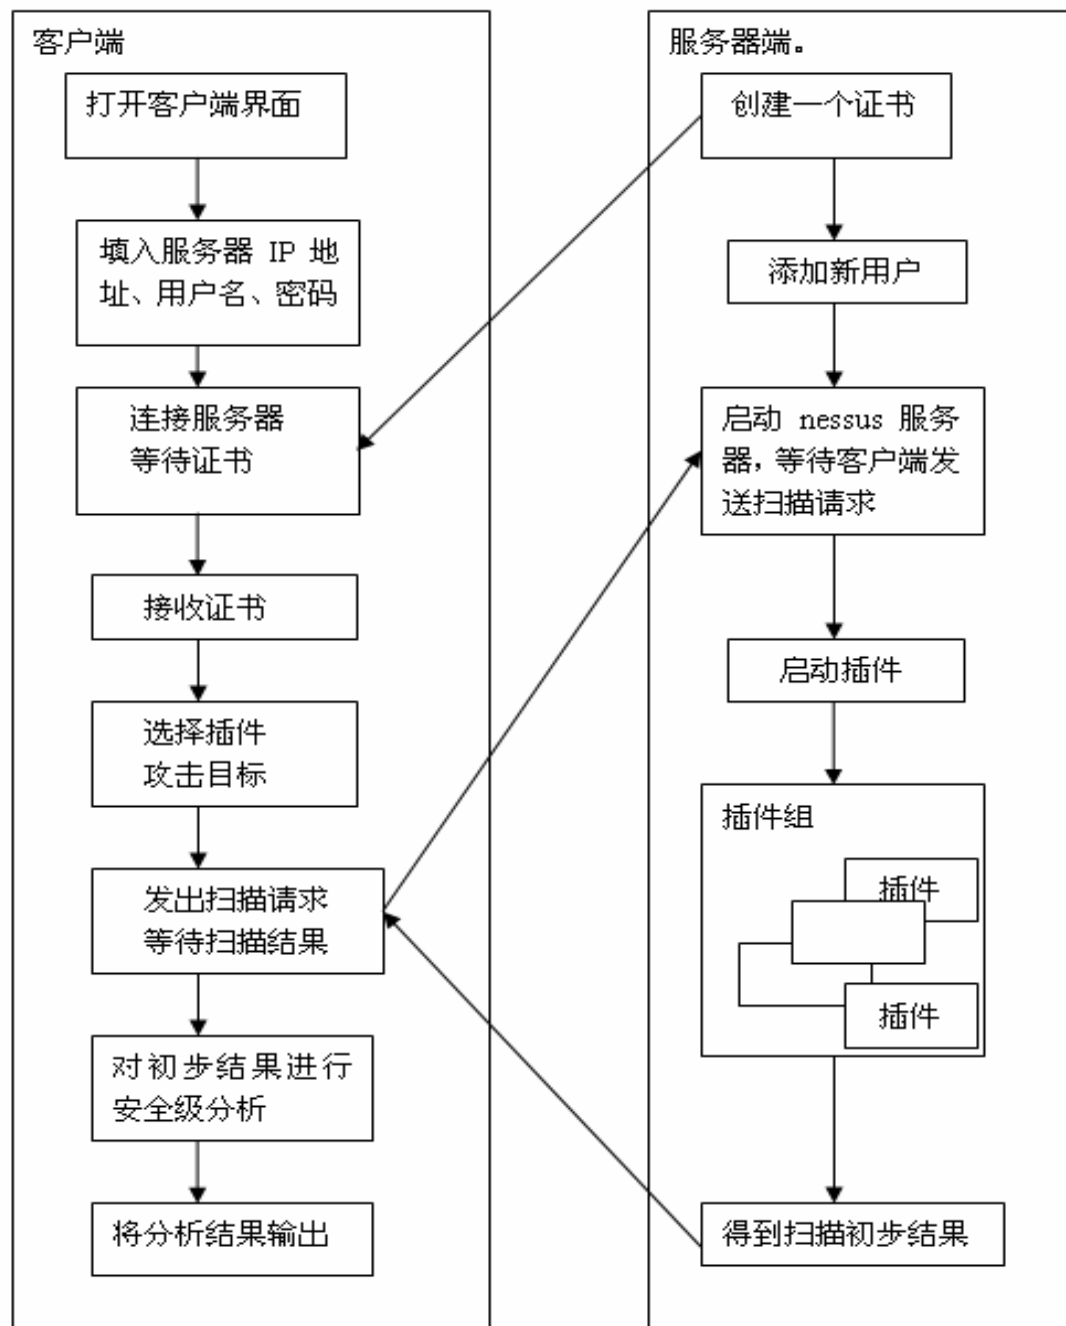 客户端
打开客户端界面
填入服务器 IP 地
址、用户名、密码
连接服务器
等待证书
接收证书
选择插件
攻击目标
发出扫描请求
等待扫描结果
对初步结果进行
安全级分析
将分析结果输出
服务器端。
创建一个证书
添加新用户
启动 nessus 服务
器，等待客户端发
送扫描请求
启动插件
插件组
插件
插件
得到扫描初步结果